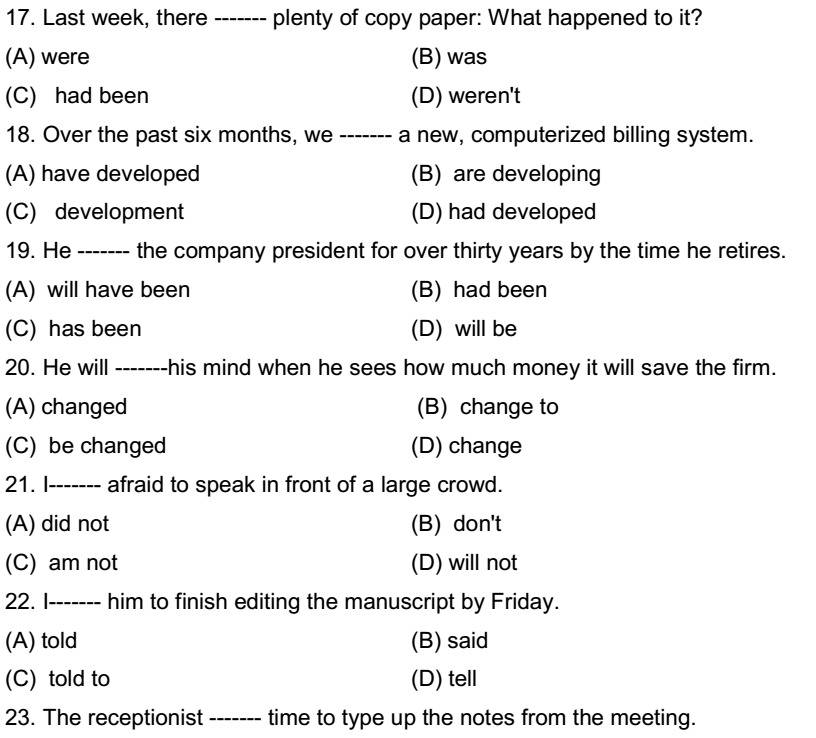 17. Last week, there ------- plenty of copy paper: What happened to it?
(A) were (B) was
(C) had been (D) weren't
18. Over the past six months, we ------- a new, computerized billing system.
(A) have developed (B) are developing
(C) development (D) had developed
19. He ------- the company president for over thirty years by the time he retires.
(A) will have been (B) had been
(C) has been (D) will be
20. He will -------his mind when he sees how much money it will save the firm.
(A) changed (B) change to
(C) be changed (D) change
21. I------- afraid to speak in front of a large crowd.
(A) did not (B) don't
(C) am not (D) will not
22. I------- him to finish editing the manuscript by Friday.
(A) told (B) said
(C) told to (D) tell
23. The receptionist ------- time to type up the notes from the meeting.